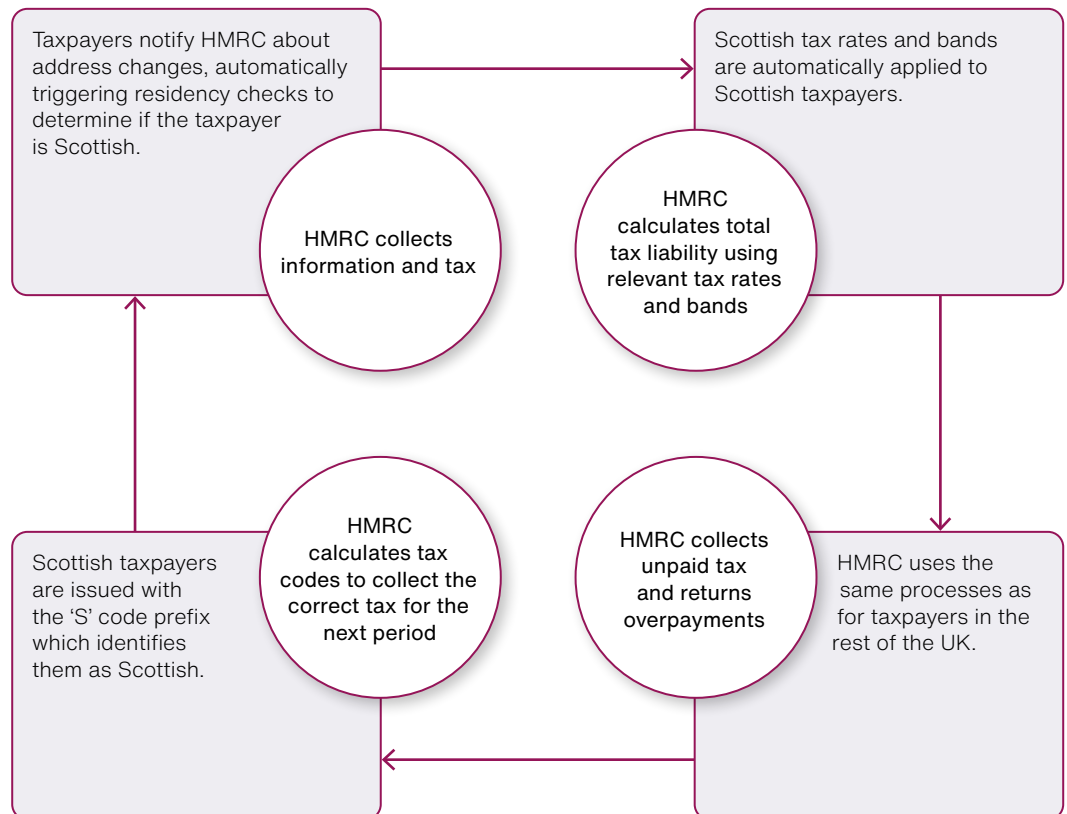 Taxpayers notify HMRC about
address changes, automatically
triggering residency checks to
determine if the taxpayer
is Scottish.
HMRC collects
information and tax
Scottish tax rates and bands
are automatically applied to
Scottish taxpayers.
HMRC
calculates total
tax liability using
relevant tax rates
and bands
HMRC uses the
same processes as
for taxpayers in the
rest of the UK.
HMRC collects
unpaid tax
and returns
overpayments
Scottish taxpayers
are issued with
the ‘S’ code prefix
which identifies
them as Scottish.
HMRC
calculates tax
codes to collect the
correct tax for the
next period